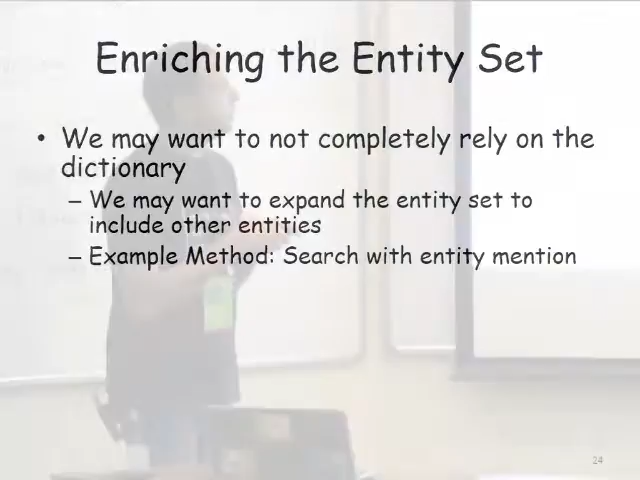 Enriching the Entity Set
• We may want to not completely rely on the
dictionary
– We may want to expand the entity set to
include other entities
– Example Method: Search with entity mention
24